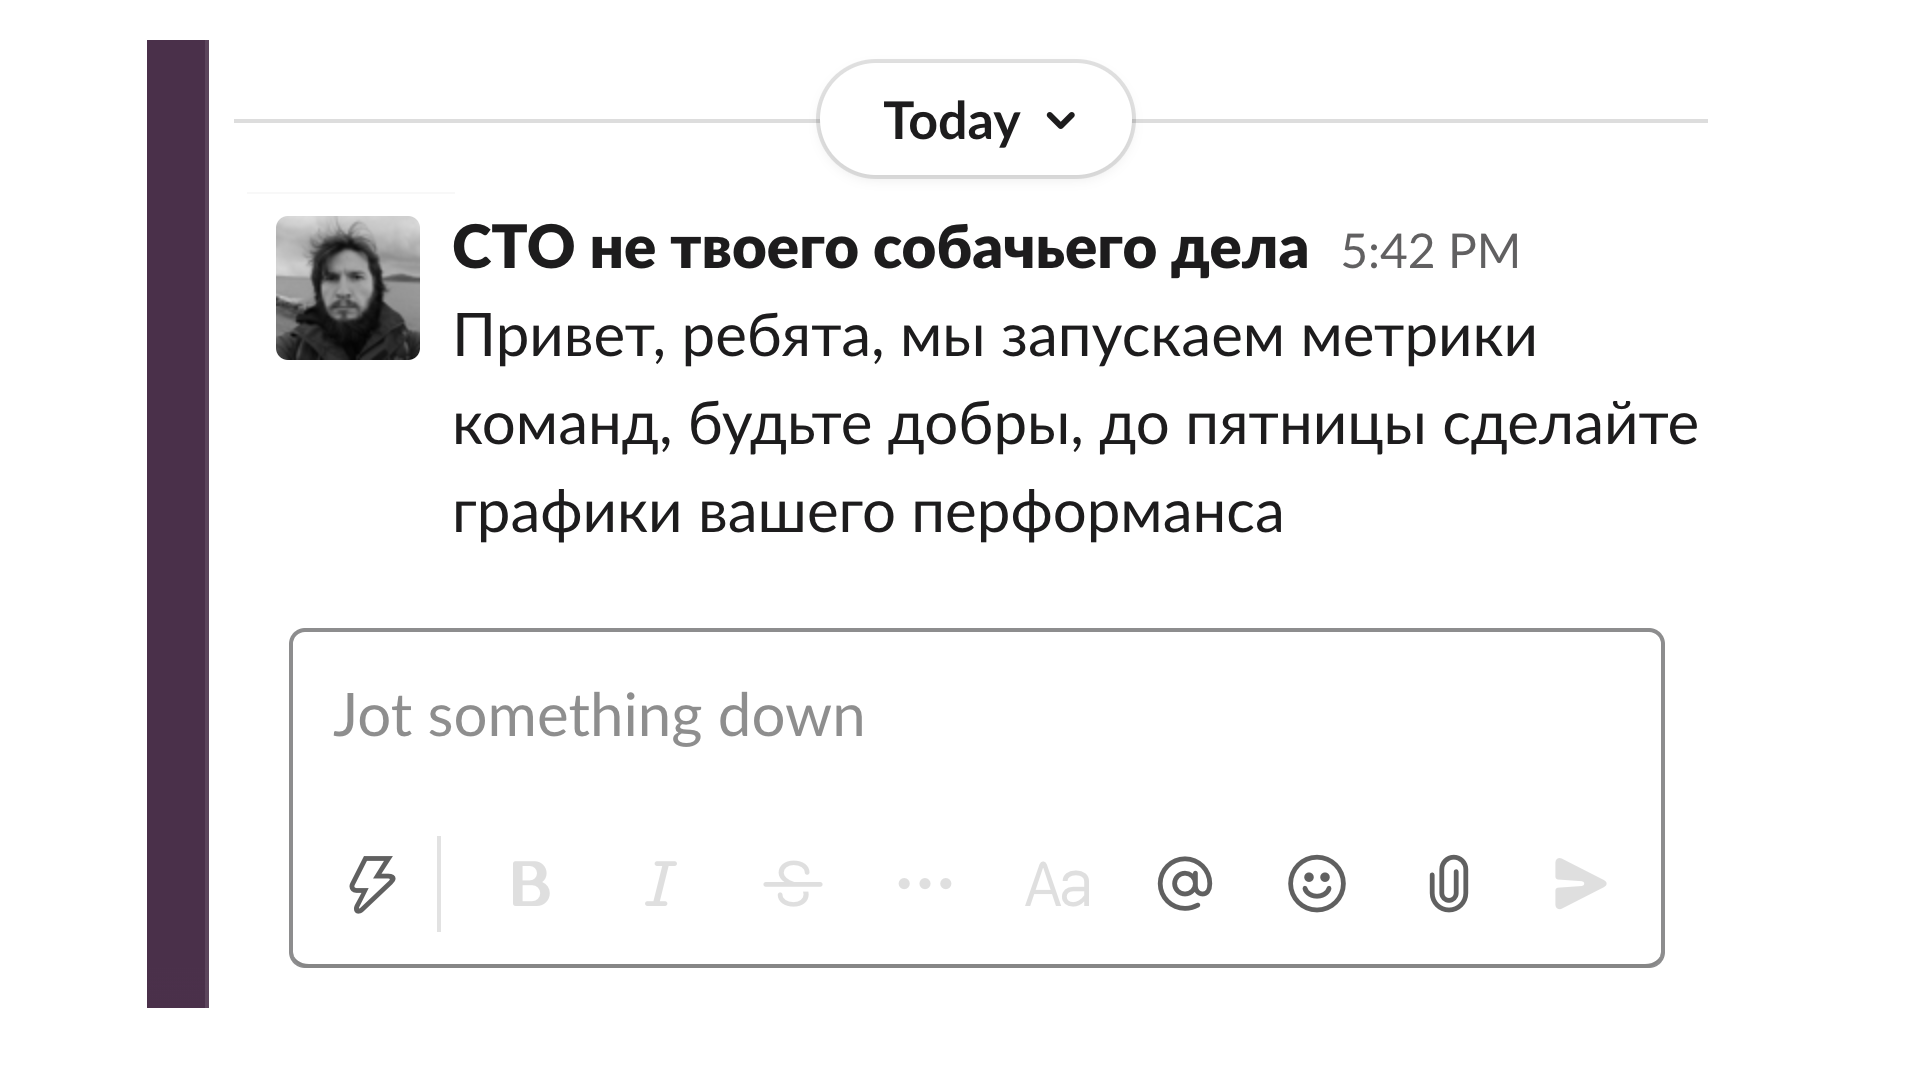 Today
СТО не твоего собачьего дела 5:42 PM
Привет, ребята, мы запускаем метрики
команд, будьте добры, до пятницы сделайте
графики вашего перформанса
Jot something down
B I S ... Aa @